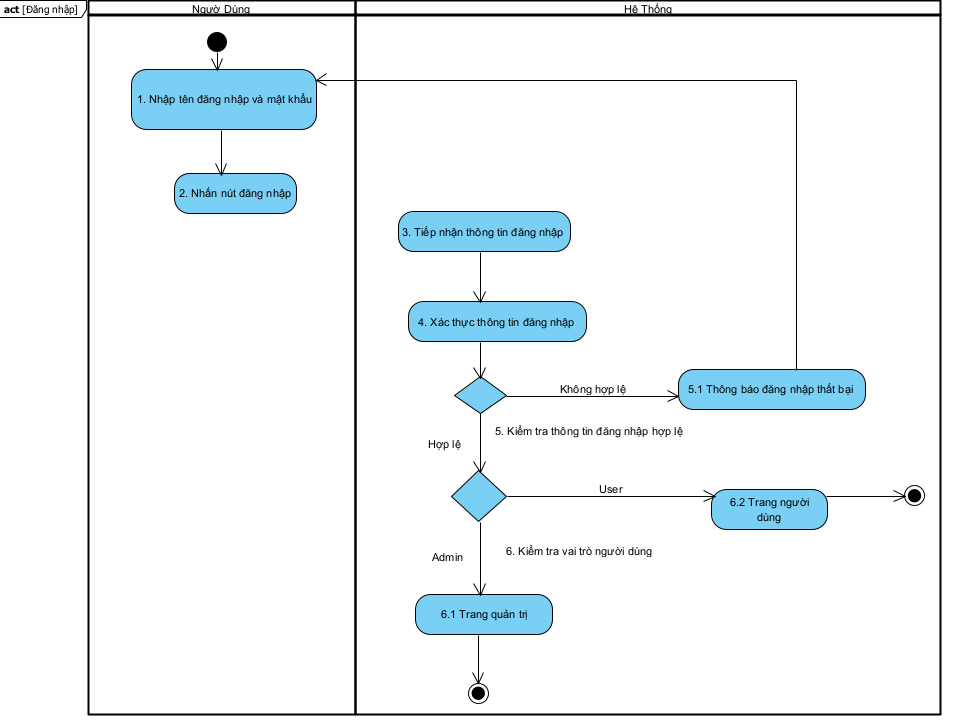 act [Đăng nhập]
Người Dùng
Hệ Thống
1. Nhập tên đăng nhập và mật khẩu
2. Nhấn nút đăng nhập
3. Tiếp nhận thông tin đăng nhập
4. Xác thực thông tin đăng nhập
Không hợp lệ
5.1 Thông báo đăng nhập thất bại
5. Kiểm tra thông tin đăng nhập hợp lệ
Hợp lệ
User
6.2 Trang người
dùng
Admin
6. Kiểm tra vai trò người dùng
6.1 Trang quản trị